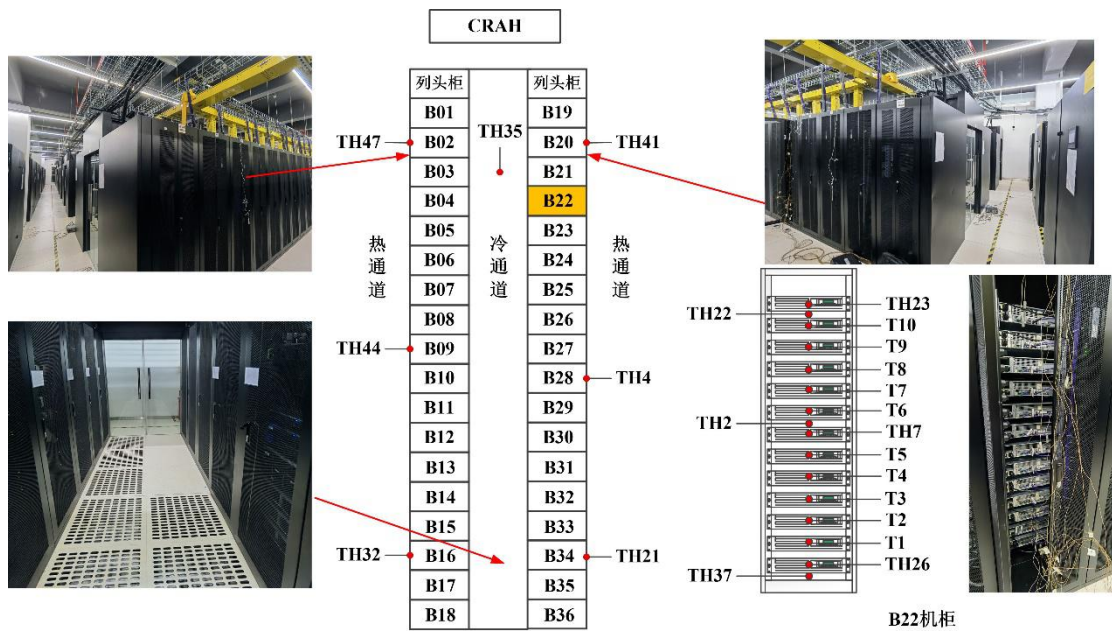 CRAH
列头柜 列头柜
B01 B19
TH47 B02 TH35 B20 TH41
B03 B21
B04 B22
B05 B23
热通道 冷通道 热通道
B06 B24
B07 B25
B08 B26
TH44 B09 B27
B10 B28 TH4
B11 B29
B12 B30
B13 B31
B14 B32
B15 B33
TH32 B16 B34 TH21
B17 B35
B18 B36
TH23
TH22
T10
T9
T8
T7
T6
TH2
TH7
T5
T4
T3
T2
T1
TH26
TH37
B22机柜